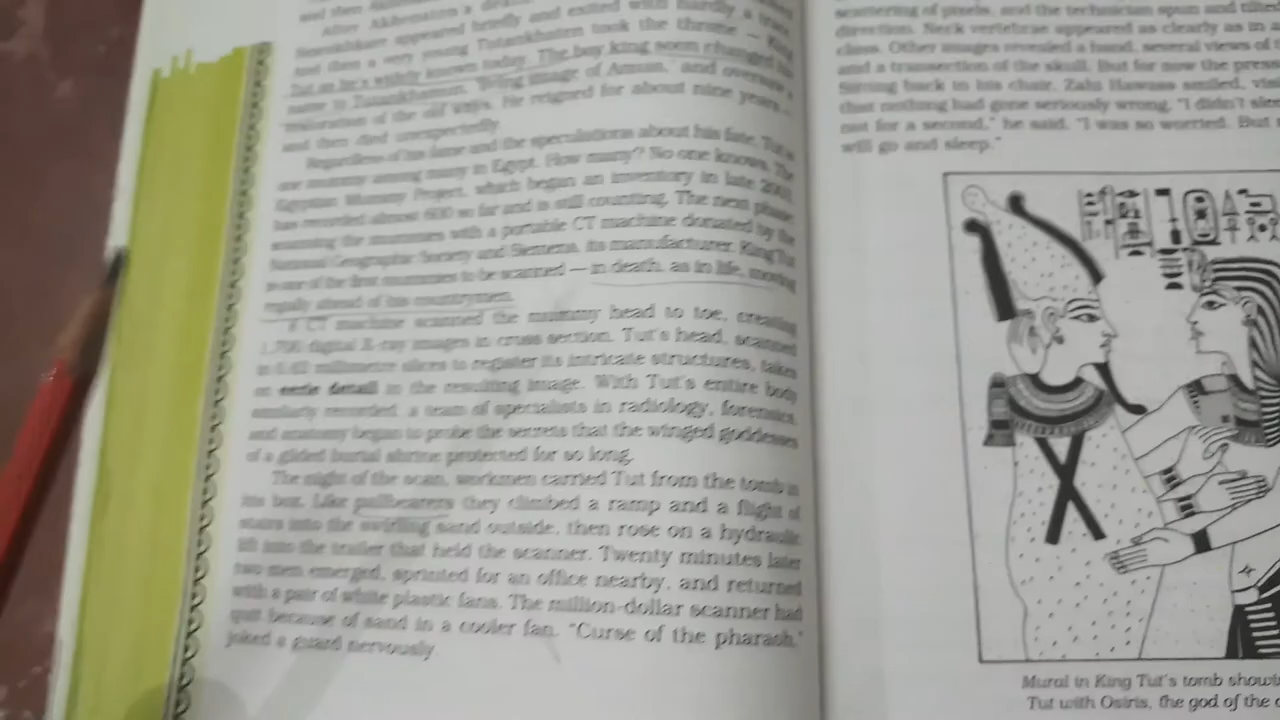 After Akhenaten's death,
Smenkhkare appeared briefly and exited with hardly a trace.
And then a very young Tutankhaten took the throne — King
Tut as he's widely known today. The boy king soon changed his
name to Tutankhamun, "living image of Amun," and oversaw a
restoration of the old ways. He reigned for about nine years —
and then died unexpectedly.
Regardless of his fame and the speculations about his fate, Tut is
one mummy among many in Egypt. How many? No one knows. The
Egyptian Mummy Project, which began an inventory in late 2003,
has recorded almost 600 so far and is still counting. The next phase:
scanning the mummies with a portable CT machine donated by the
National Geographic Society and Siemens, its manufacturer. King Tut
is one of the first mummies to be scanned — in death, as in life, moving
regally ahead of his countrymen.
A CT machine scanned the mummy head to toe, creating
1,700 digital X-ray images in cross section. Tut's head, scanned
in 0.62 millimetre slices to register its intricate structures, takes
on eerie detail in the resulting image. With Tut's entire body
similarly recorded, a team of specialists in radiology, forensics,
and anatomy began to probe the secrets that the winged goddesses
of a gilded burial shrine protected for so long.
The night of the scan, workmen carried Tut from the tomb in
his box. Like pallbearers they climbed a ramp and a flight of
stairs into the swirling sand outside, then rose on a hydraulic
lift into the trailer that held the scanner. Twenty minutes later
two men emerged, sprinted for an office nearby, and returned
with a pair of white plastic fans. The million-dollar scanner had
quit because of sand in a cooler fan. "Curse of the pharaoh,"
joked a guard nervously.
scattering of pixels, and the technician spun and tilted
direction. Neck vertebrae appeared as clearly as in a
class. Other images revealed a hand, several views of
and a transection of the skull. But for now the press
Sitting back in his chair, Zahi Hawass smiled,
that nothing had gone seriously wrong. "I didn't
not for a second," he said. "I was so worried. But
will go and sleep."
Mural in King Tut's tomb
Tut with Osiris, the god of the